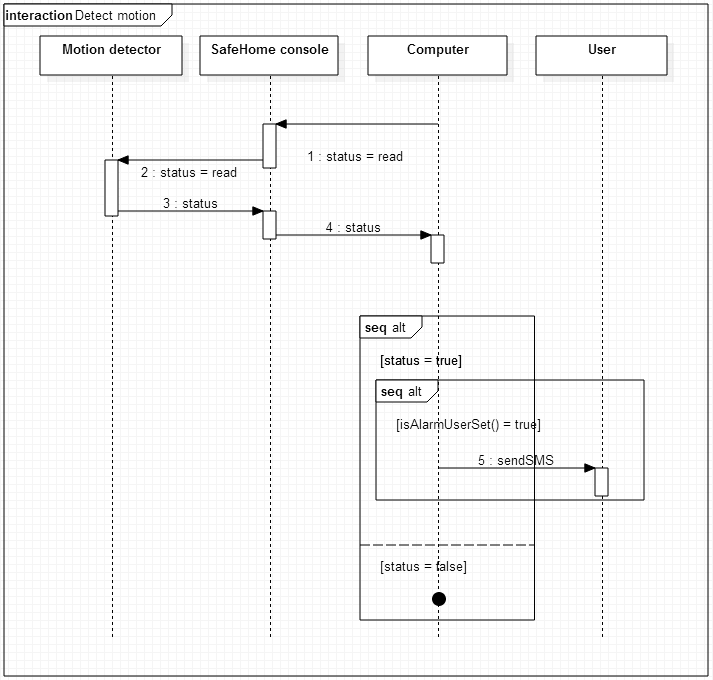 interaction Detect motion
Motion detector
SafeHome console
Computer
User
1 : status = read
2 : status = read
3 : status
4 : status
seq alt
[status = true]
seq alt
[isAlarmUserSet() = true]
5 : sendSMS
[status = false]